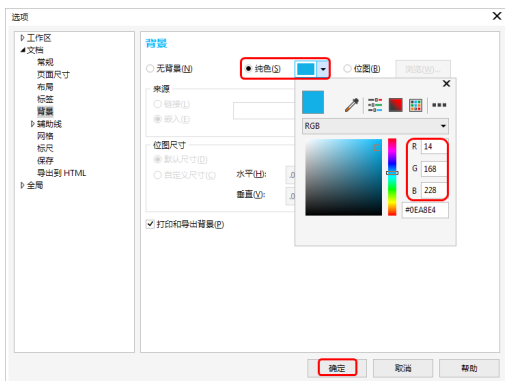 选项
工作区
文档
常规
页面尺寸
布局
标签
背景
辅助线
网格
标尺
保存
导出到 HTML
全局
背景
无背景(N)
纯色(S)
位图(B)
浏览(W)...
来源
链接(L)
嵌入(E)
位图尺寸
默认尺寸(D)
自定义尺寸(C)
水平(H):
.0
垂直(V):
.0
打印和导出背景(P)
RGB
R 14
G 168
B 228
#0EA8E4
确定
取消
帮助